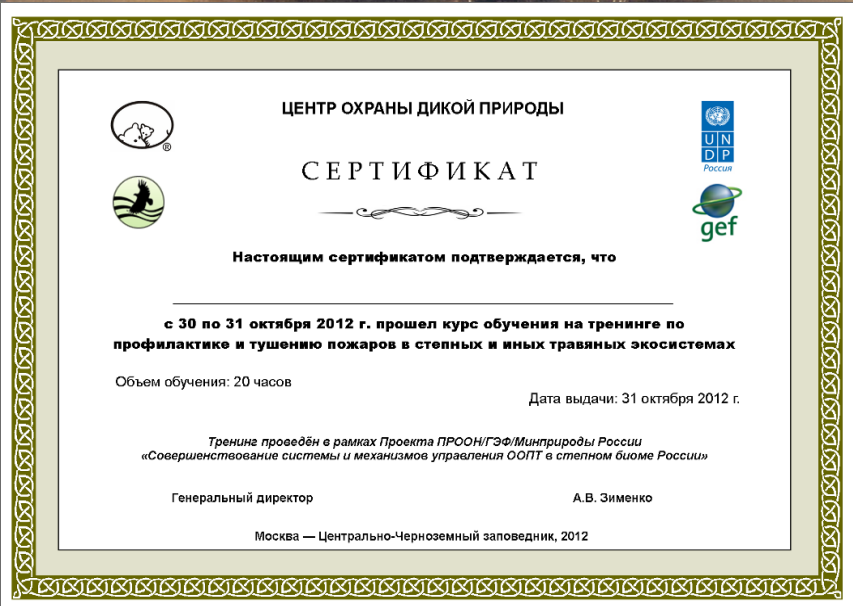 ЦЕНТР ОХРАНЫ ДИКОЙ ПРИРОДЫ
®
UN
DP
Россия
СЕРТИФИКАТ
gef
Настоящим сертификатом подтверждается, что
с 30 по 31 октября 2012 г. прошел курс обучения на тренинге по
профилактике и тушению пожаров в степных и иных травяных экосистемах
Объем обучения: 20 часов
Дата выдачи: 31 октября 2012 г.
Тренинг проведён в рамках Проекта ПРООН/ГЭФ/Минприроды России
«Совершенствование системы и механизмов управления ООПТ в степном биоме России»
Генеральный директор
А.В. Зименко
Москва — Центрально-Черноземный заповедник, 2012